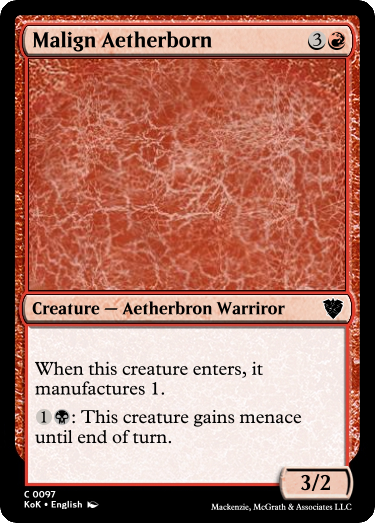 Malign Aetherborn 3
Creature — Aetherbron Warriror
When this creature enters, it
manufactures 1.
1: This creature gains menace
until end of turn.
3/2
C 0097
KoK • English
Mackenzie, McGrath & Associates LLC